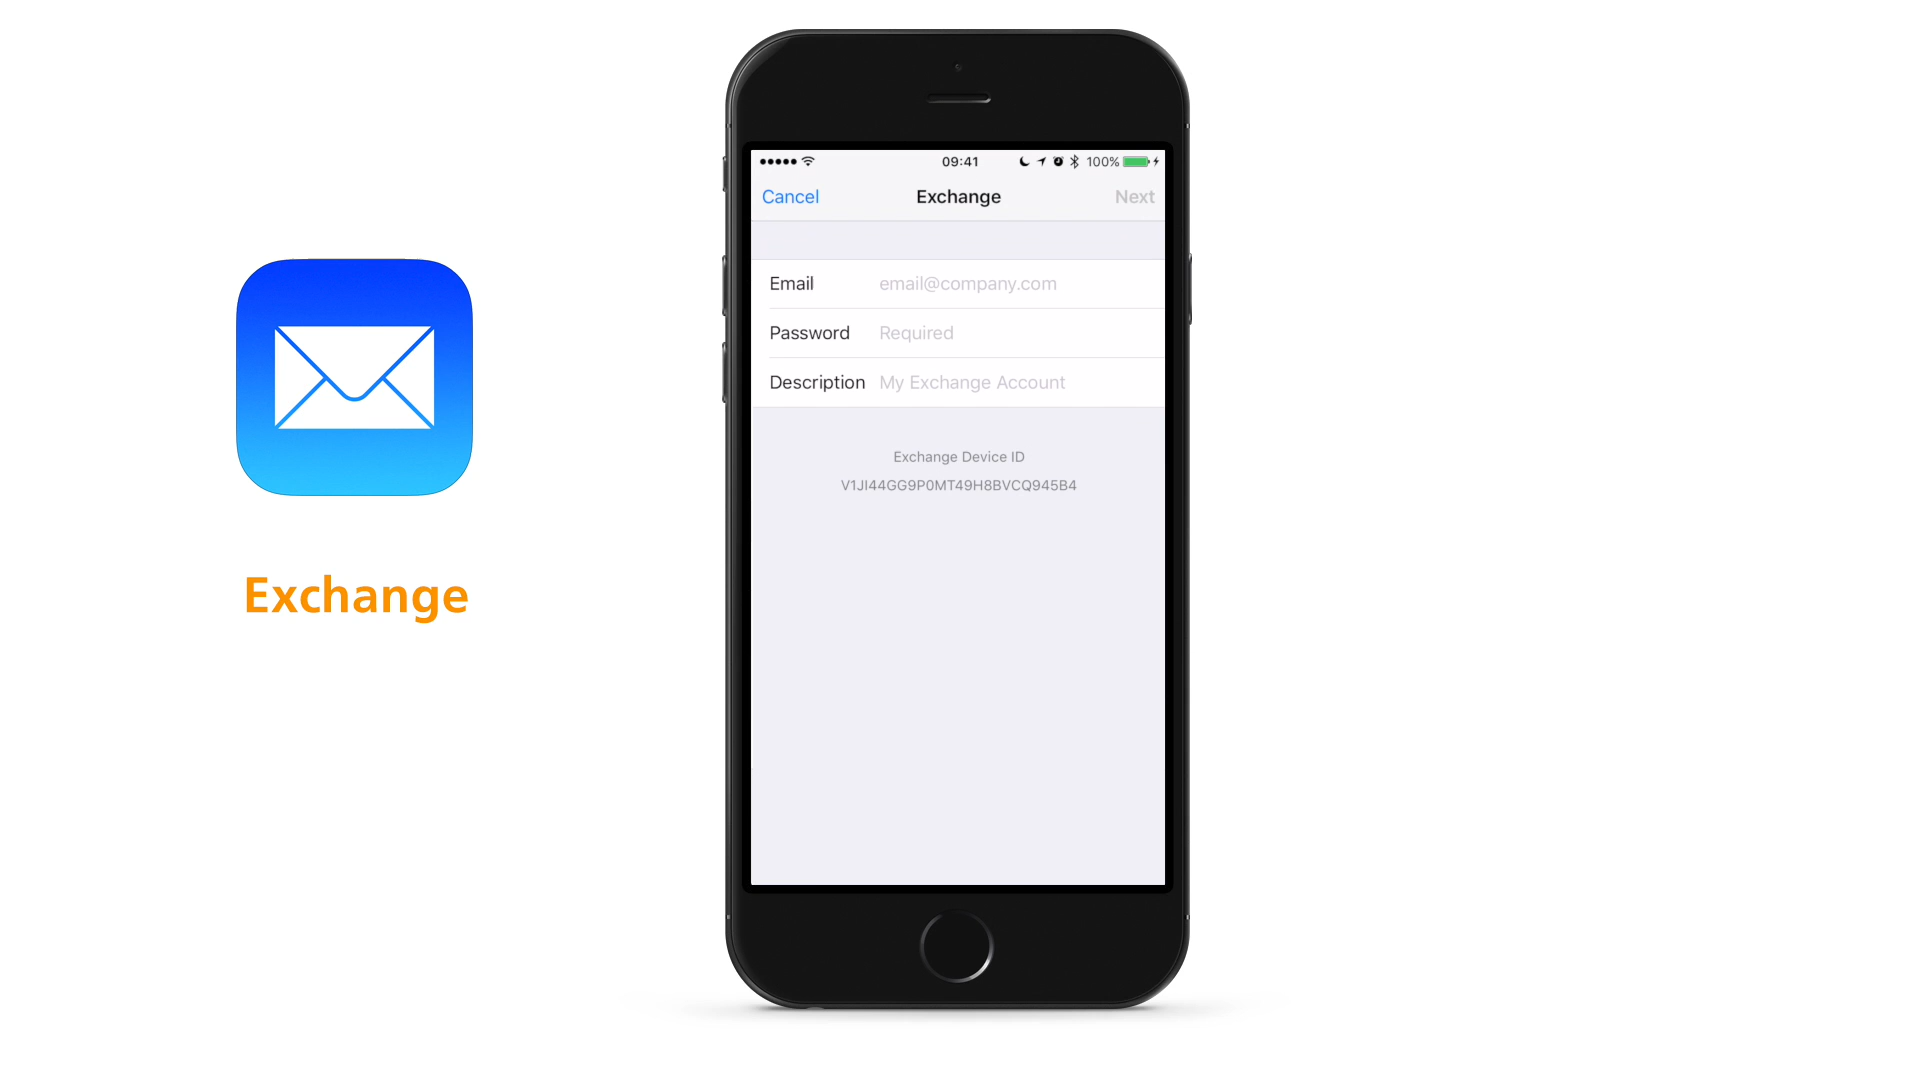 09:41
100%
Cancel
Exchange
Next
Email
email@company.com
Password
Required
Description
My Exchange Account
Exchange Device ID
V1JI44GG9P0MT49H8BVCQ945B4
Exchange